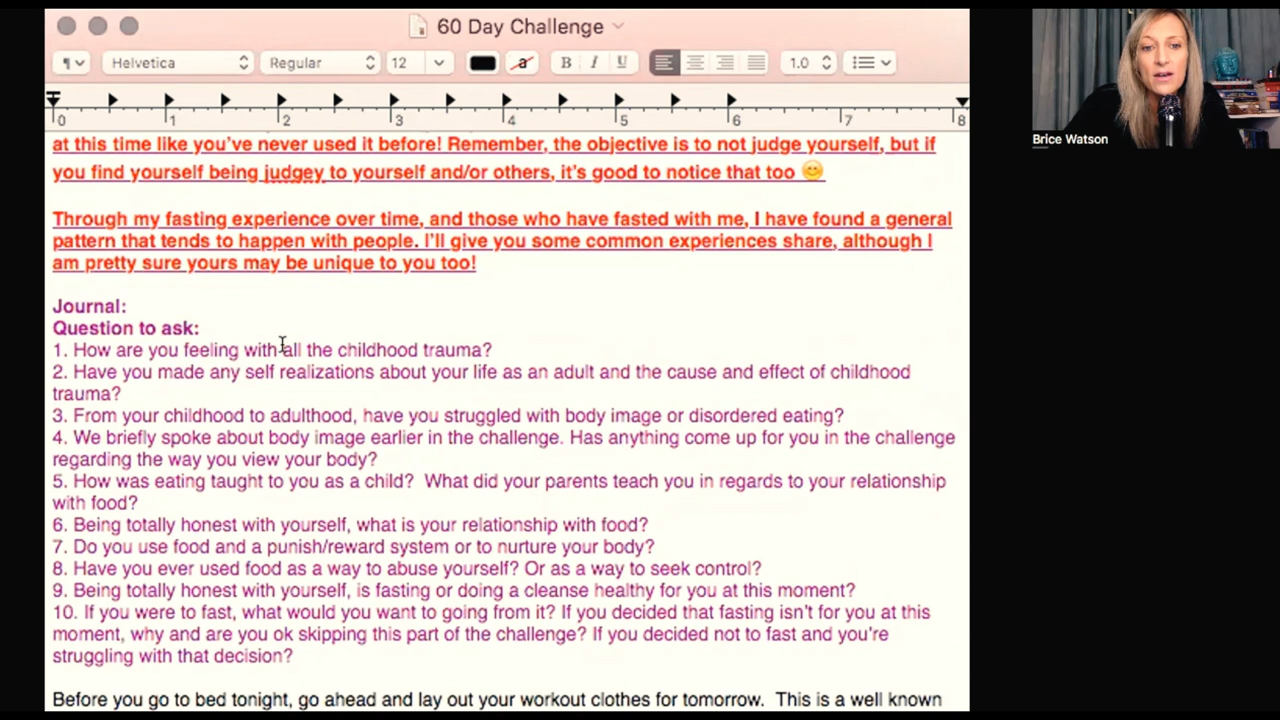 60 Day Challenge
¶ Helvetica Regular 12 a B I U 1.0
0 1 2 3 4 5 6 7 8
at this time like you've never used it before! Remember, the objective is to not judge yourself, but if
you find yourself being judgey to yourself and/or others, it's good to notice that too 😊
Through my fasting experience over time, and those who have fasted with me, I have found a general
pattern that tends to happen with people. I'll give you some common experiences share, although I
am pretty sure yours may be unique to you too!
Journal:
Question to ask:
1. How are you feeling with all the childhood trauma?
2. Have you made any self realizations about your life as an adult and the cause and effect of childhood
trauma?
3. From your childhood to adulthood, have you struggled with body image or disordered eating?
4. We briefly spoke about body image earlier in the challenge. Has anything come up for you in the challenge
regarding the way you view your body?
5. How was eating taught to you as a child?  What did your parents teach you in regards to your relationship
with food?
6. Being totally honest with yourself, what is your relationship with food?
7. Do you use food and a punish/reward system or to nurture your body?
8. Have you ever used food as a way to abuse yourself? Or as a way to seek control?
9. Being totally honest with yourself, is fasting or doing a cleanse healthy for you at this moment?
10. If you were to fast, what would you want to going from it? If you decided that fasting isn't for you at this
moment, why and are you ok skipping this part of the challenge? If you decided not to fast and you're
struggling with that decision?
Before you go to bed tonight, go ahead and lay out your workout clothes for tomorrow.  This is a well known
Brice Watson